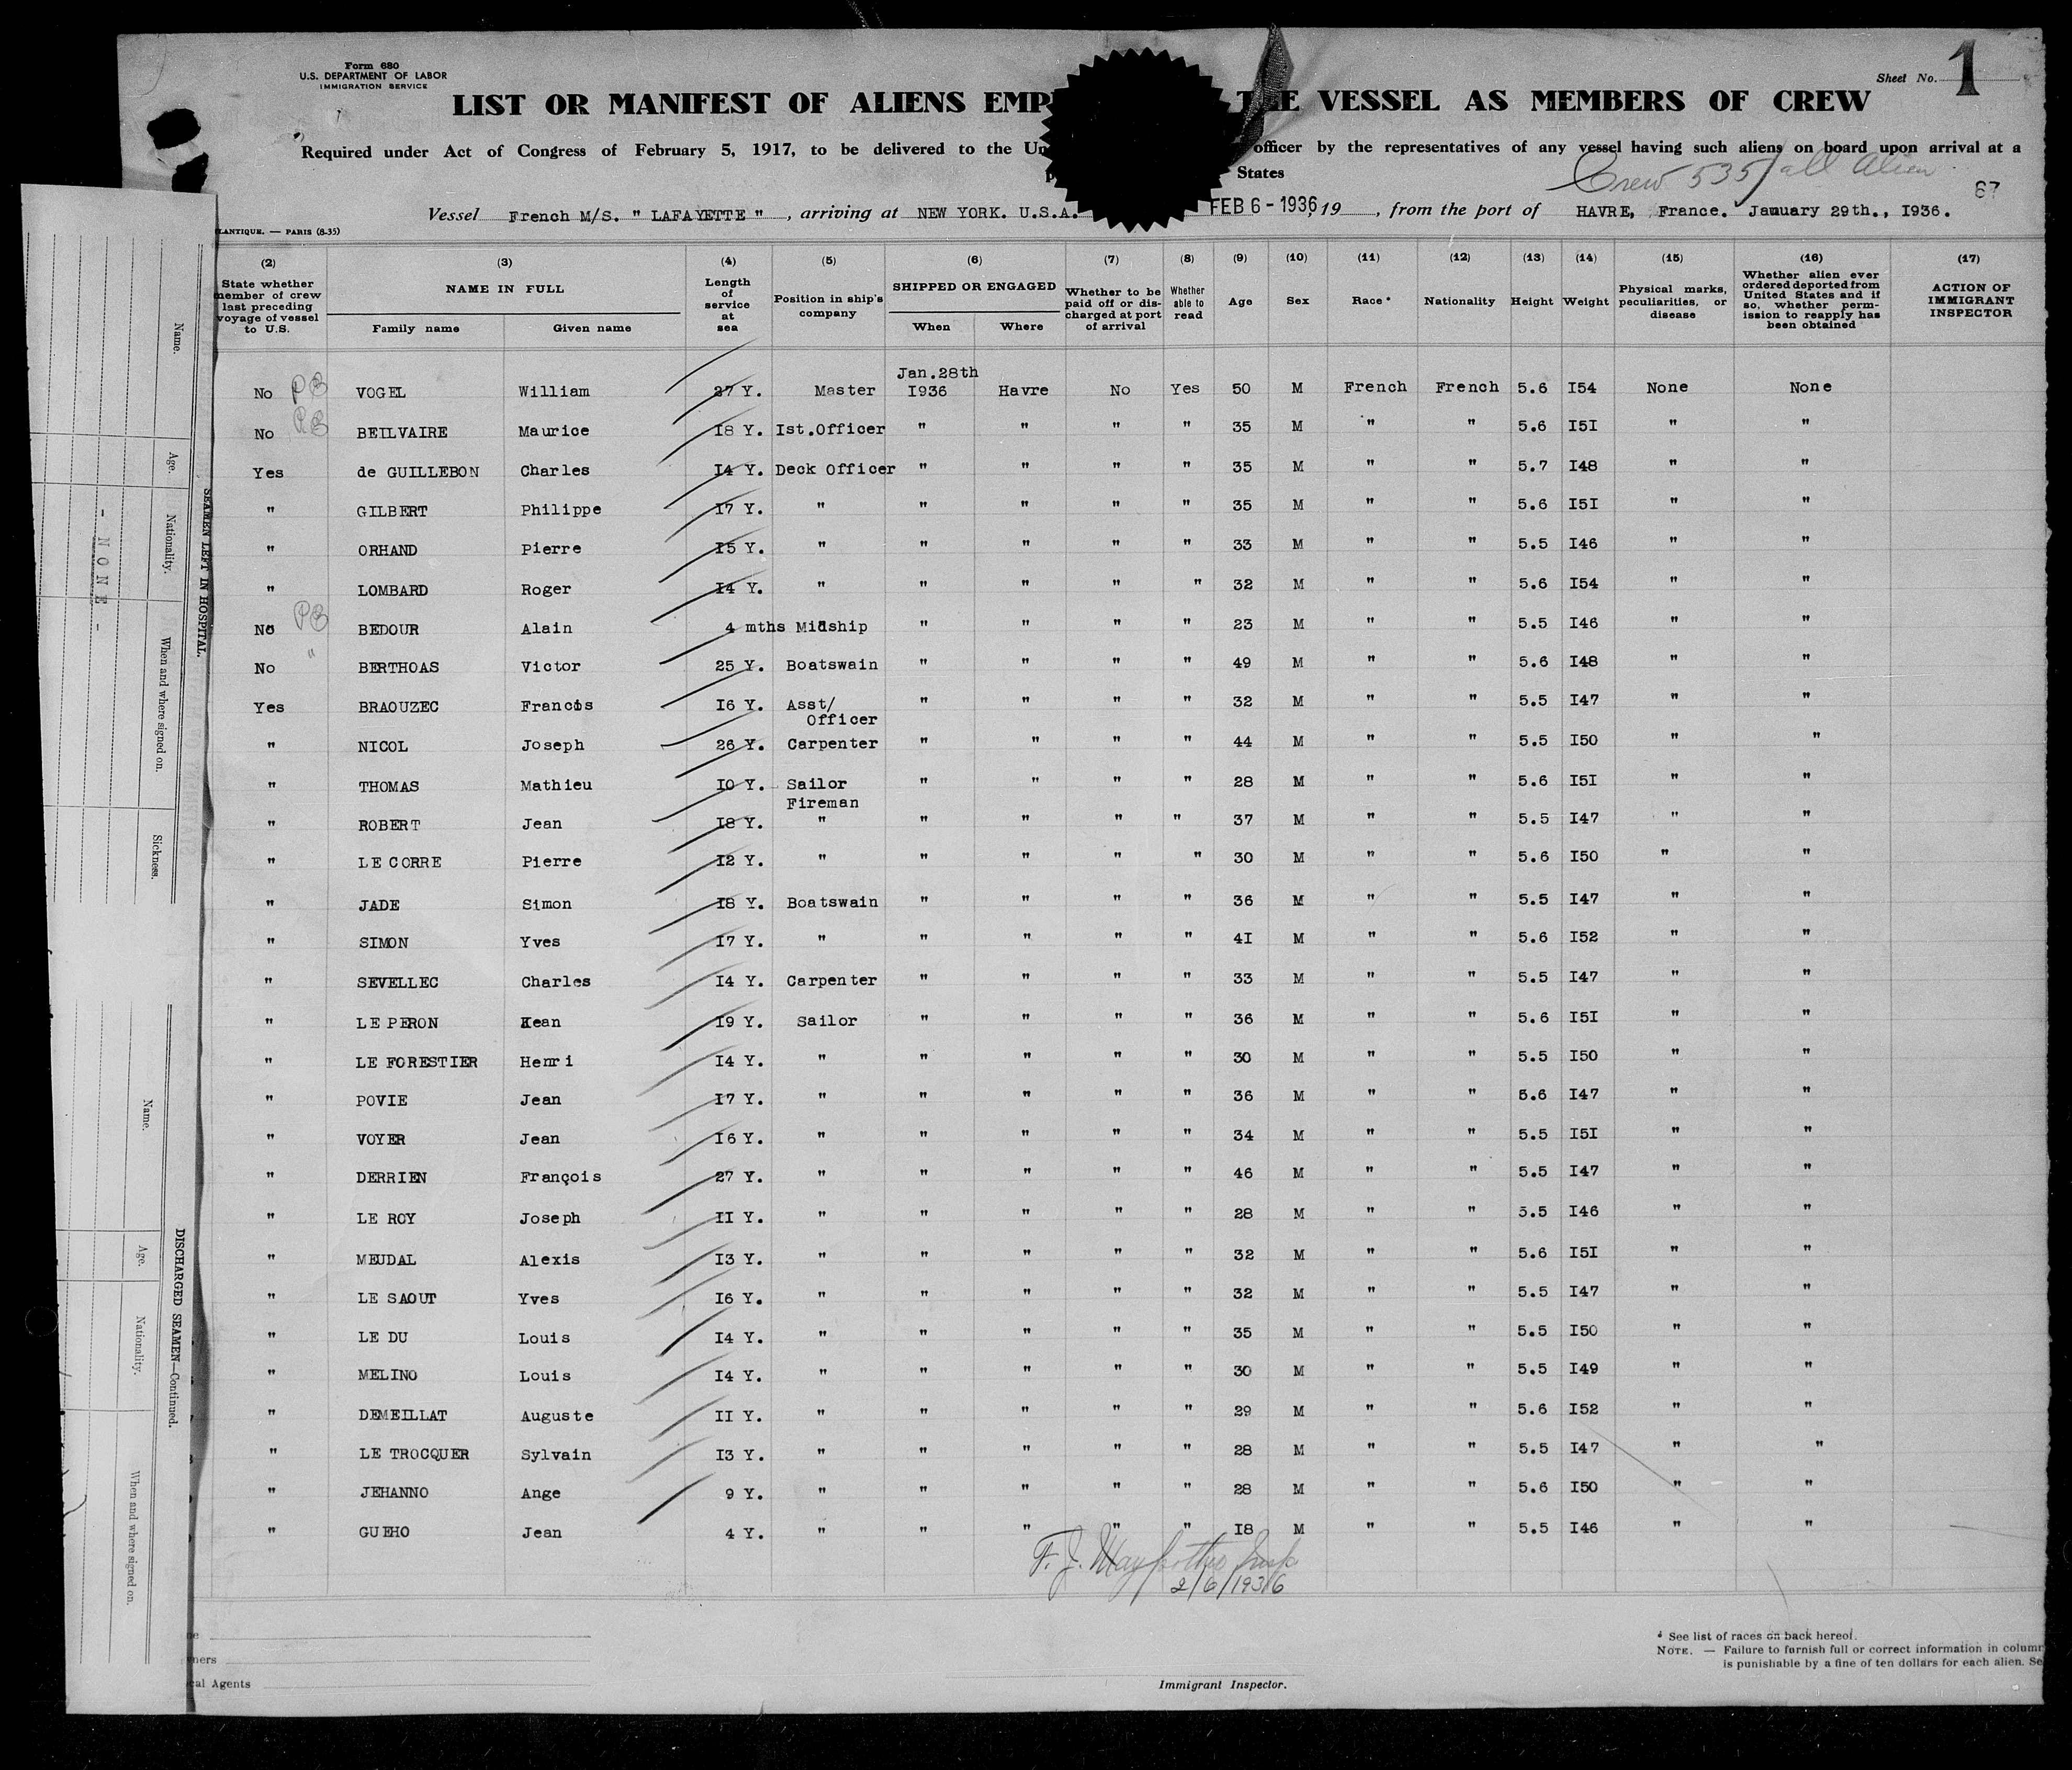 Form 680
U.S. DEPARTMENT OF LABOR
IMMIGRATION SERVICE
Sheet No. 1
LIST OR MANIFEST OF ALIENS EMP THE VESSEL AS MEMBERS OF CREW
Required under Act of Congress of February 5, 1917, to be delivered to the Un officer by the representatives of any vessel having such aliens on board upon arrival at a
States
Crew 535 / all alien
67
Vessel French M/S. " LAFAYETTE " , arriving at NEW YORK. U.S.A. FEB 6 - 1936, 19 , from the port of HAVRE, France. January 29th., I936.
LANTIQUE. — PARIS (8-35)
(2) (3) (4) (5) (6) (7) (8) (9) (10) (11) (12) (13) (14) (15) (16) (17)
State whether member of crew last preceding voyage of vessel to U.S. NAME IN FULL Family name Given name Length of service at sea Position in ship's company SHIPPED OR ENGAGED When Where Whether to be paid off or discharged at port of arrival Whether able to read Age Sex Race * Nationality Height Weight Physical marks, peculiarities, or disease Whether alien ever ordered deported from United States and if so, whether permission to reapply has been obtained ACTION OF IMMIGRANT INSPECTOR
Jan.28th
No PB VOGEL William 27 Y. Master I936 Havre No Yes 50 M French French 5.6 I54 None None
No PB BEILVAIRE Maurice I8 Y. Ist.Officer " " " " 35 M " " 5.6 I5I " "
Yes de GUILLEBON Charles I4 Y. Deck Officer " " " " 35 M " " 5.7 I48 " "
" GILBERT Philippe I7 Y. " " " " " 35 M " " 5.6 I5I " "
" ORHAND Pierre I5 Y. " " " " " 33 M " " 5.5 I46 " "
" LOMBARD Roger I4 Y. " " " " " 32 M " " 5.6 I54 " "
No PB BEDOUR Alain 4 mths Midship " " " " 23 M " " 5.5 I46 " "
No " BERTHOAS Victor 25 Y. Boatswain " " " " 49 M " " 5.6 I48 " "
Yes BRAOUZEC Francois I6 Y. Asst/ " " " " 32 M " " 5.5 I47 " "
Officer
" NICOL Joseph 26 Y. Carpenter " " " " 44 M " " 5.5 I50 " "
" THOMAS Mathieu I0 Y. Sailor " " " " 28 M " " 5.6 I5I " "
Fireman
" ROBERT Jean I8 Y. " " " " " 37 M " " 5.5 I47 " "
" LE CORRE Pierre I2 Y. " " " " " 30 M " " 5.6 I50 " "
" JADE Simon I8 Y. Boatswain " " " " 36 M " " 5.5 I47 " "
" SIMON Yves I7 Y. " " " " " 4I M " " 5.6 I52 " "
" SEVELLEC Charles I4 Y. Carpenter " " " " 33 M " " 5.5 I47 " "
" LE PERON Kean I9 Y. Sailor " " " " 36 M " " 5.6 I5I " "
" LE FORESTIER Henri I4 Y. " " " " " 30 M " " 5.5 I50 " "
" POVIE Jean I7 Y. " " " " " 36 M " " 5.6 I47 " "
" VOYER Jean I6 Y. " " " " " 34 M " " 5.5 I5I " "
" DERRIEN François 27 Y. " " " " " 46 M " " 5.5 I47 " "
" LE ROY Joseph II Y. " " " " " 28 M " " 5.5 I46 " "
" MEUDAL Alexis I3 Y. " " " " " 32 M " " 5.6 I5I " "
" LE SAOUT Yves I6 Y. " " " " " 32 M " " 5.5 I47 " "
" LE DU Louis I4 Y. " " " " " 35 M " " 5.5 I50 " "
" MELINO Louis I4 Y. " " " " " 30 M " " 5.5 I49 " "
" DEMEILLAT Auguste II Y. " " " " " 29 M " " 5.6 I52 " "
" LE TROCQUER Sylvain I3 Y. " " " " " 28 M " " 5.5 I47 " "
" JEHANNO Ange 9 Y. " " " " " 28 M " " 5.6 I50 " "
" GUEHO Jean 4 Y. " " " " " I8 M " " 5.5 I46 " "
F. J.
2/6/1936
ners
cal Agents
Immigrant Inspector.
* See list of races on back hereof.
NOTE. — Failure to furnish full or correct information in colum
is punishable by a fine of ten dollars for each alien. Se
SEAMEN LEFT IN HOSPITAL.
Name. Age. Nationality. When and where signed on. Sickness.
- NONE -
DISCHARGED SEAMEN—Continued.
Name. Age. Nationality. When and where signed on.